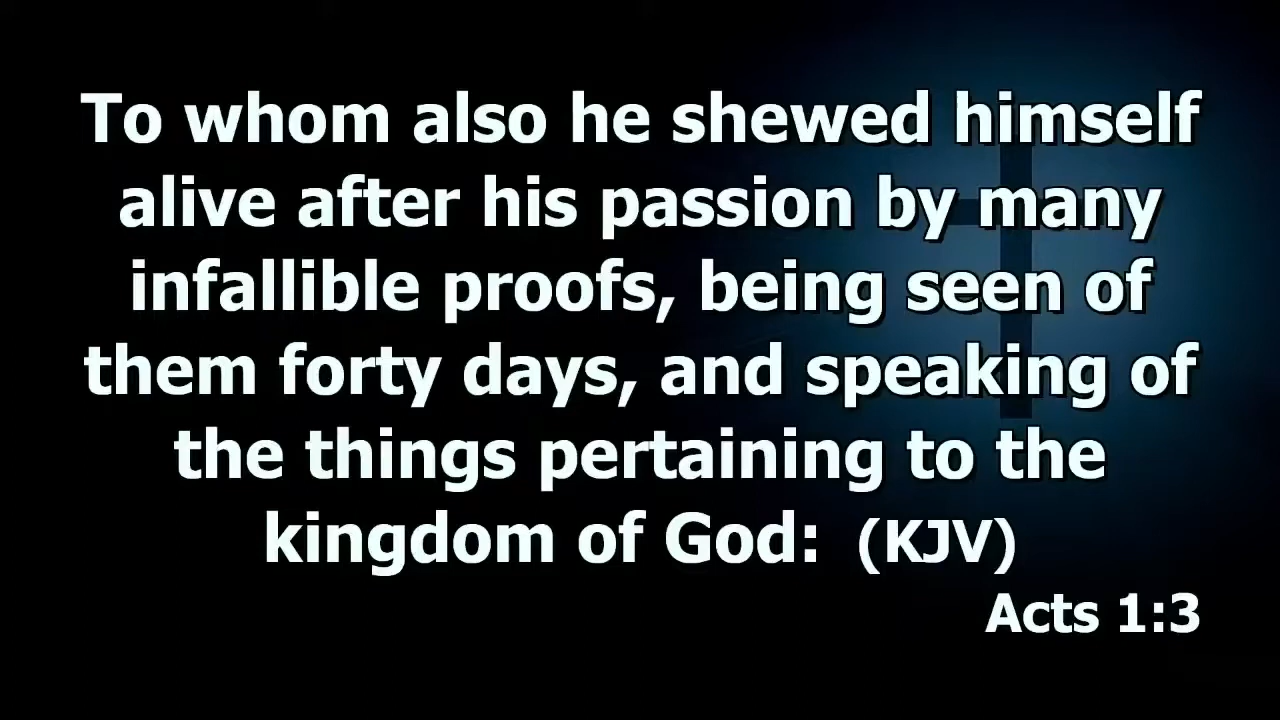 To whom also he shewed himself
alive after his passion by many
infallible proofs, being seen of
them forty days, and speaking of
the things pertaining to the
kingdom of God: (KJV)
Acts 1:3